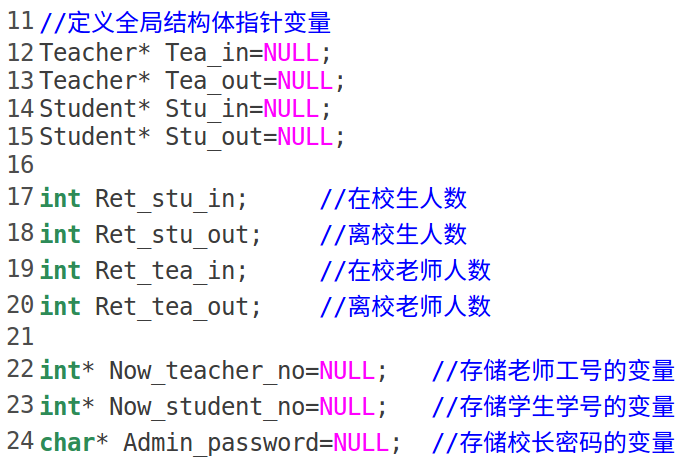 11 //定义全局结构体指针变量
12 Teacher* Tea_in=NULL;
13 Teacher* Tea_out=NULL;
14 Student* Stu_in=NULL;
15 Student* Stu_out=NULL;
16
17 int Ret_stu_in;     //在校生人数
18 int Ret_stu_out;    //离校生人数
19 int Ret_tea_in;     //在校老师人数
20 int Ret_tea_out;    //离校老师人数
21
22 int* Now_teacher_no=NULL;   //存储老师工号的变量
23 int* Now_student_no=NULL;   //存储学生学号的变量
24 char* Admin_password=NULL;  //存储校长密码的变量